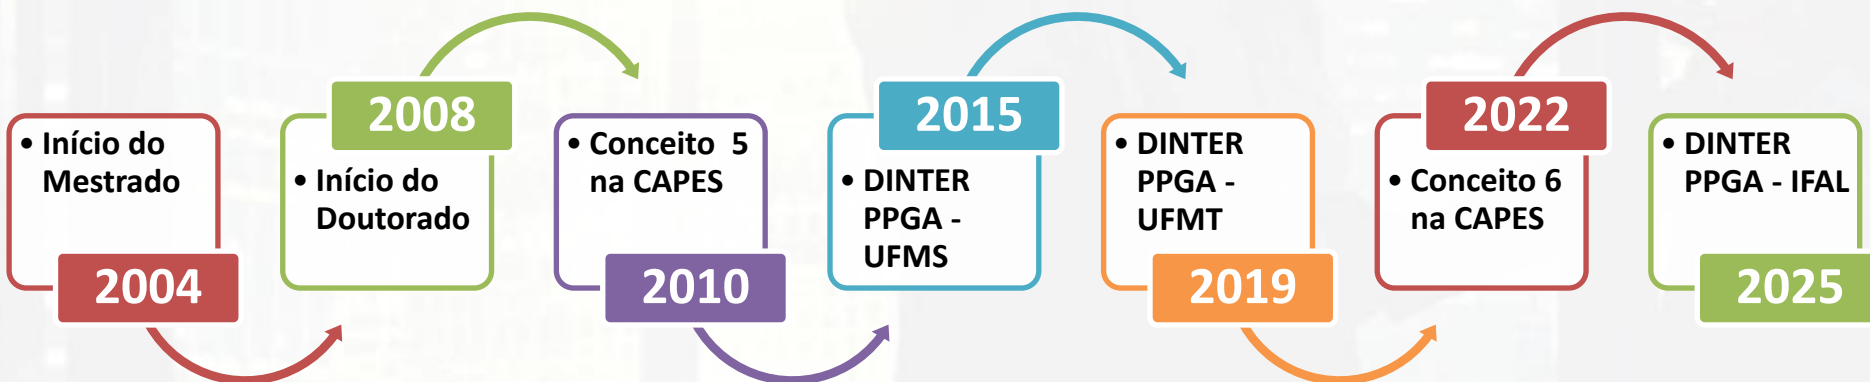 • Início do
Mestrado
2004
2008
• Início do
Doutorado
• Conceito 5
na CAPES
2010
2015
• DINTER
PPGA -
UFMS
• DINTER
PPGA -
UFMT
2019
2022
• Conceito 6
na CAPES
• DINTER
PPGA - IFAL
2025